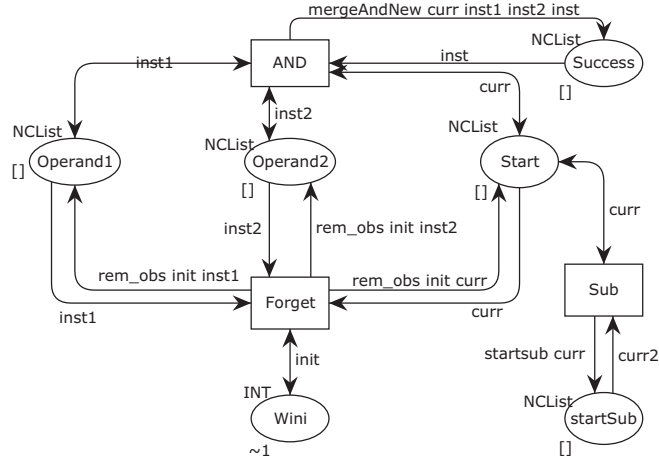 mergeAndNew curr inst1 inst2 inst
NCList
AND
inst
Success
inst1
[]
curr
inst2
NCList
NCList
NCList
Operand1
Operand2
Start
[]
[]
[]
curr
inst2
rem_obs init inst2
rem_obs init inst1
rem_obs init curr
Forget
Sub
inst1
curr
init
startsub curr
curr2
INT
NCList
Wini
startSub
~1
[]